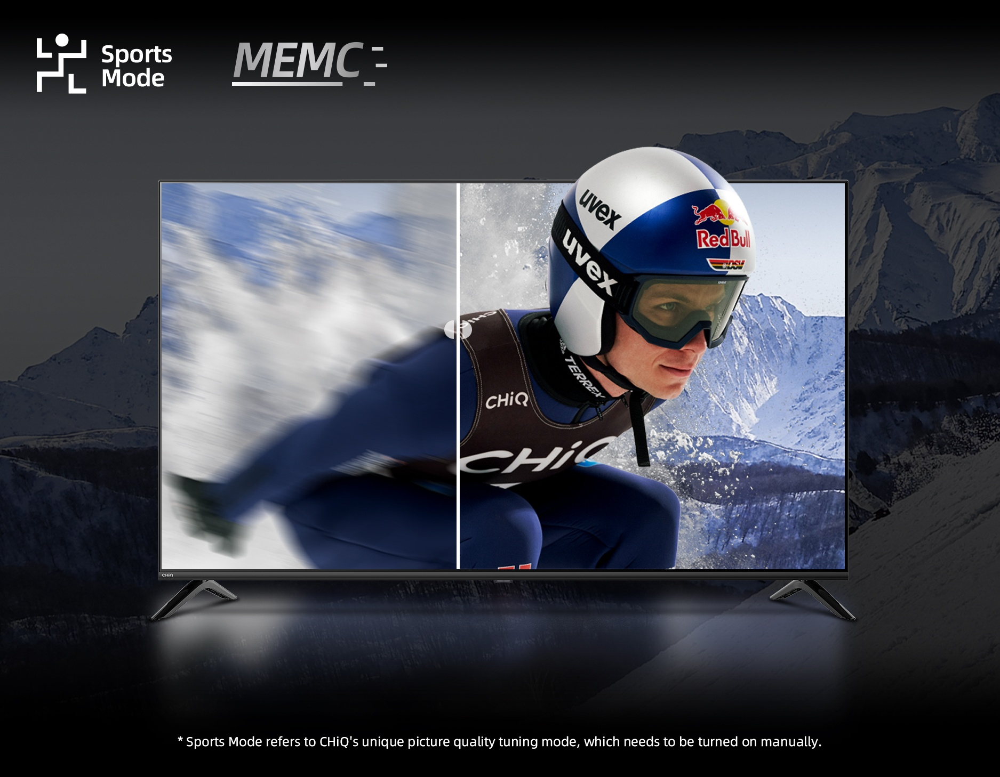 Sports
Mode
MEMC
uvex
Red Bull
uvex
DSV
TERREX
CHiQ
CHiQ
CHiQ
* Sports Mode refers to CHiQ's unique picture quality tuning mode, which needs to be turned on manually.